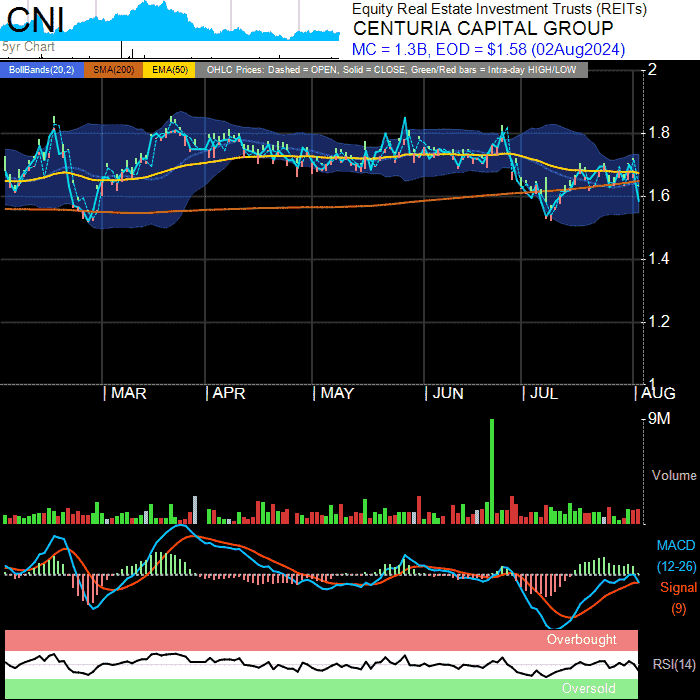 CNI
5yr Chart
Equity Real Estate Investment Trusts (REITs)
CENTURIA CAPITAL GROUP
MC = 1.3B, EOD = $1.58 (02Aug2024)
BollBands(20,2) SMA(200) EMA(50) OHLC Prices: Dashed = OPEN, Solid = CLOSE, Green/Red bars = Intra-day HIGH/LOW
2
1.8
1.6
1.4
1.2
1
MAR APR MAY JUN JUL AUG
9M
Volume
MACD
(12-26)
Signal
(9)
Overbought
RSI(14)
Oversold